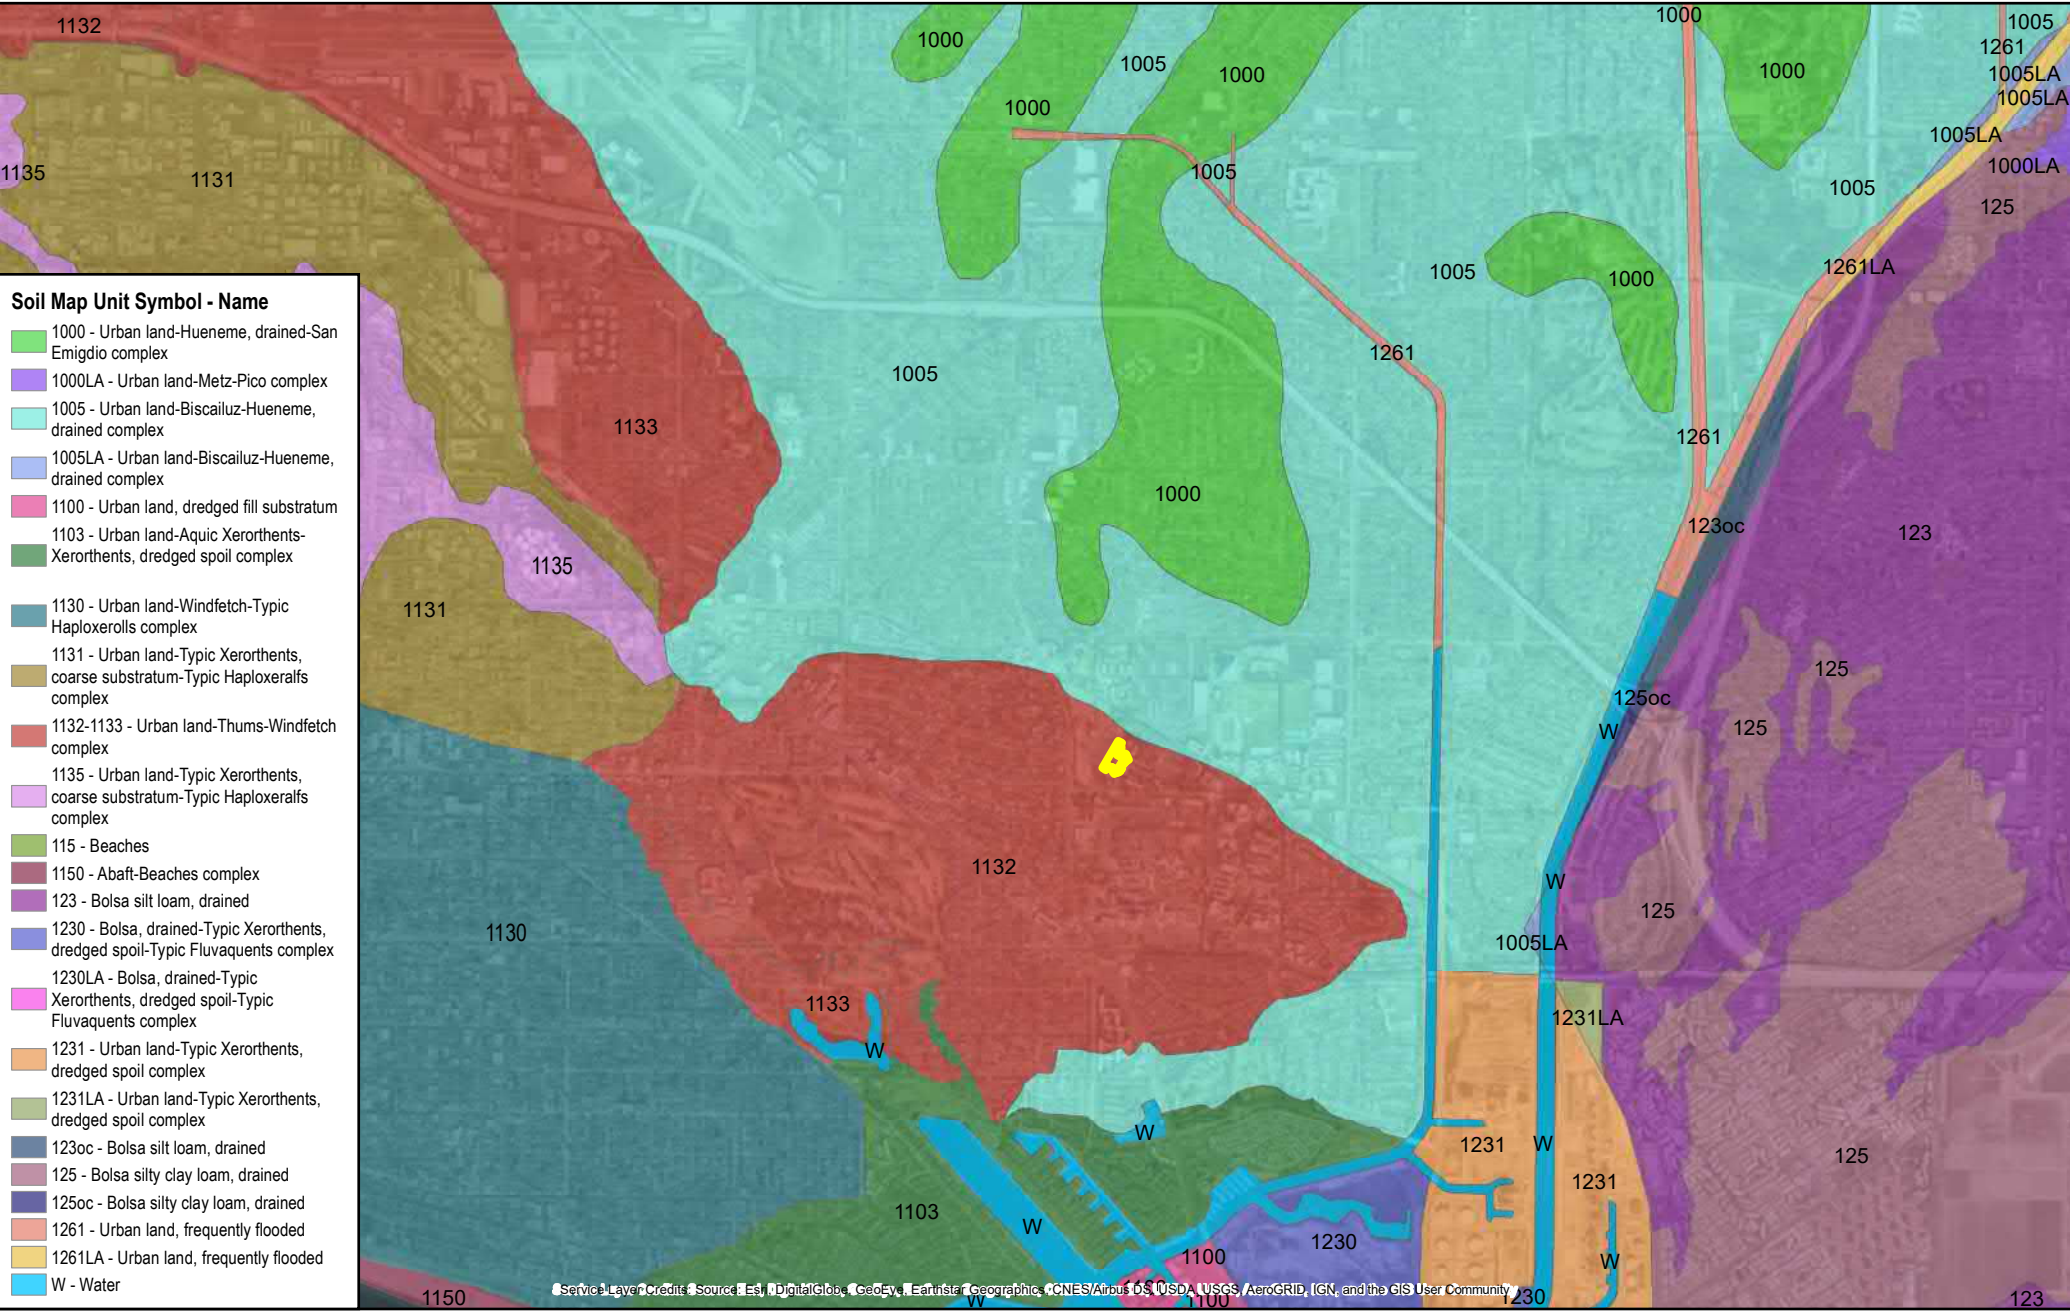 1132
1000
1005
1000
1000
1000
1000
1005
1261
1005LA
1005LA
1005LA
1000LA
1135
1131
1005
1005
125
1005
1000
1261LA
Soil Map Unit Symbol - Name
1000 - Urban land-Hueneme, drained-San
Emigdio complex
1000LA - Urban land-Metz-Pico complex
1005 - Urban land-Biscailuz-Hueneme,
drained complex
1005LA - Urban land-Biscailuz-Hueneme,
drained complex
1100 - Urban land, dredged fill substratum
1103 - Urban land-Aquic Xerorthents-
Xerorthents, dredged spoil complex
1130 - Urban land-Windfetch-Typic
Haploxerolls complex
1131 - Urban land-Typic Xerorthents,
coarse substratum-Typic Haploxeralfs
complex
1132-1133 - Urban land-Thums-Windfetch
complex
1135 - Urban land-Typic Xerorthents,
coarse substratum-Typic Haploxeralfs
complex
115 - Beaches
1150 - Abaft-Beaches complex
123 - Bolsa silt loam, drained
1230 - Bolsa, drained-Typic Xerorthents,
dredged spoil-Typic Fluvaquents complex
1230LA - Bolsa, drained-Typic
Xerorthents, dredged spoil-Typic
Fluvaquents complex
1231 - Urban land-Typic Xerorthents,
dredged spoil complex
1231LA - Urban land-Typic Xerorthents,
dredged spoil complex
123oc - Bolsa silt loam, drained
125 - Bolsa silty clay loam, drained
125oc - Bolsa silty clay loam, drained
1261 - Urban land, frequently flooded
1261LA - Urban land, frequently flooded
W - Water
1261
1005
1133
1261
1000
123oc
123
1135
1131
125
125oc
125
W
1132
W
125
1130
1005LA
1133
1231LA
W
W
1231
W
125
1231
1103
W
1230
1100
W
Service Layer Credits: Source: Esri, DigitalGlobe, GeoEye, Earthstar Geographics, CNES/Airbus DS, USDA, USGS, AeroGRID, IGN, and the GIS User Community
1150
W
1100
1230
123